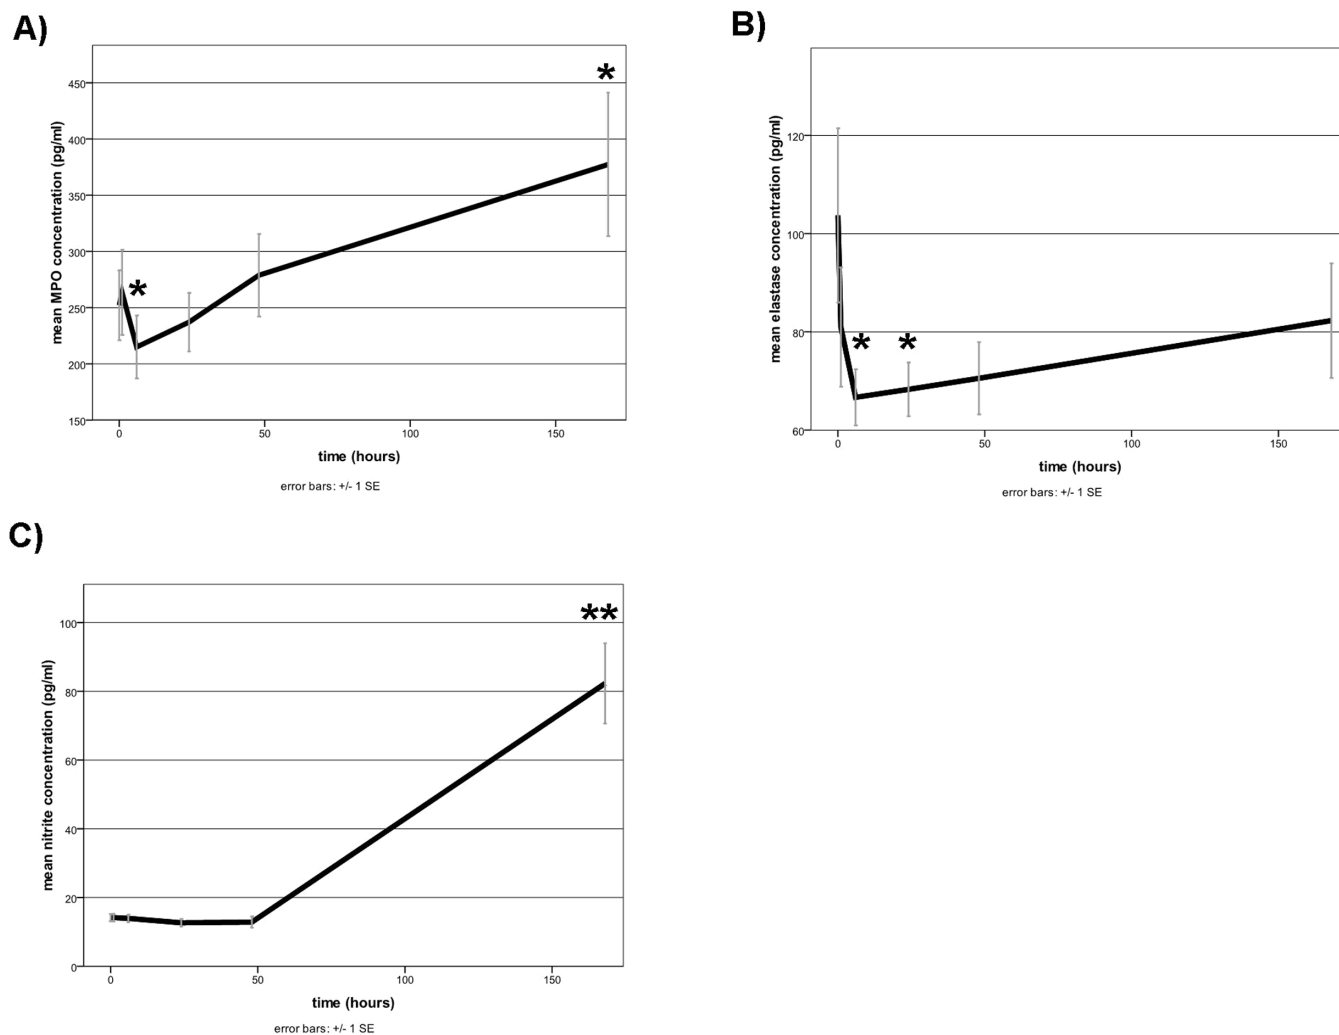 A)
*
*
450
400
350
300
250
200
150
mean MPO concentration (pg/ml)
0 50 100 150
time (hours)
error bars: +/- 1 SE
B)
120
100
80
60
mean elastase concentration (pg/ml)
* *
0 50 100 150
time (hours)
error bars: +/- 1 SE
C)
**
100
80
60
40
20
0
mean nitrite concentration (pg/ml)
0 50 100 150
time (hours)
error bars: +/- 1 SE